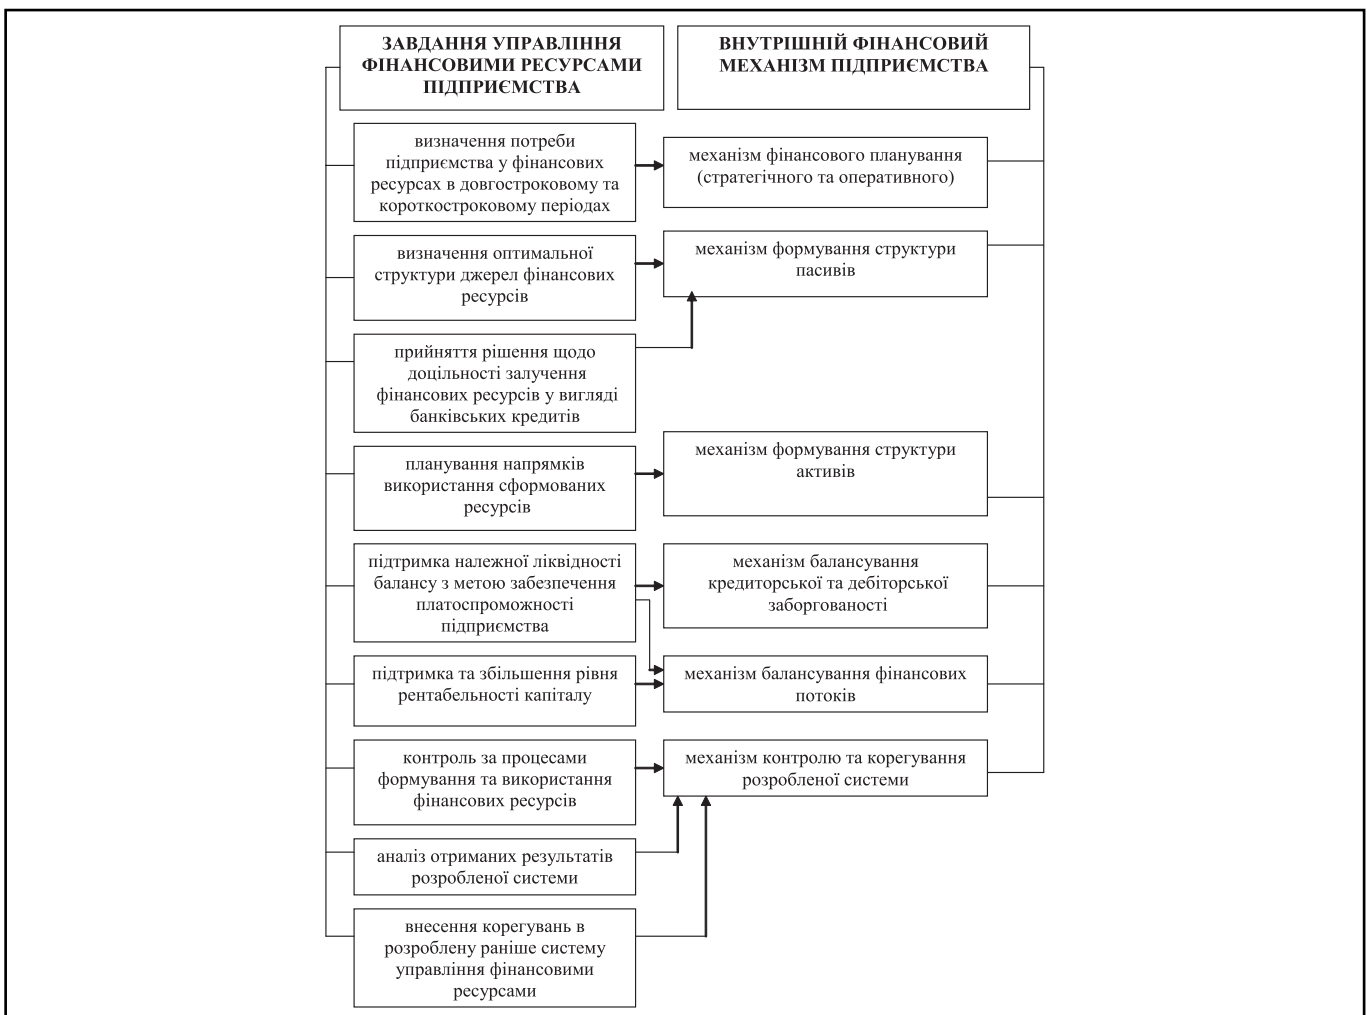 ЗАВДАННЯ УПРАВЛІННЯ
ФІНАНСОВИМИ РЕСУРСАМИ
ПІДПРИЄМСТВА
ВНУТРІШНІЙ ФІНАНСОВИЙ
МЕХАНІЗМ ПІДПРИЄМСТВА
визначення потреби
підприємства у фінансових
ресурсах в довгостроковому та
короткостроковому періодах
механізм фінансового планування
(стратегічного та оперативного)
визначення оптимальної
структури джерел фінансових
ресурсів
механізм формування структури
пасивів
прийняття рішення щодо
доцільності залучення
фінансових ресурсів у вигляді
банківських кредитів
планування напрямків
використання сформованих
ресурсів
механізм формування структури
активів
підтримка належної ліквідності
балансу з метою забезпечення
платоспроможності
підприємства
механізм балансування
кредиторської та дебіторської
заборгованості
підтримка та збільшення рівня
рентабельності капіталу
механізм балансування фінансових
потоків
контроль за процесами
формування та використання
фінансових ресурсів
механізм контролю та корегування
розробленої системи
аналіз отриманих результатів
розробленої системи
внесення корегувань в
розроблену раніше систему
управління фінансовими
ресурсами